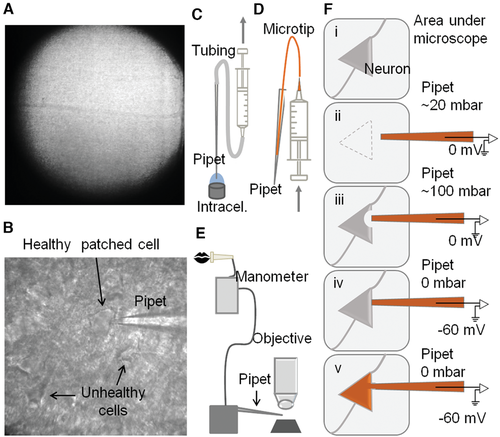 A
B
Healthy patched cell
Pipet
Unhealthy
cells
C
Tubing
Pipet
Intracel.
D
Microtip
Pipet
E
Manometer
Objective
Pipet
F
Area under
microscope
i
Neuron
ii
Pipet
~20 mbar
0 mV
iii
Pipet
~100 mbar
0 mV
iv
Pipet
0 mbar
-60 mV
v
Pipet
0 mbar
-60 mV